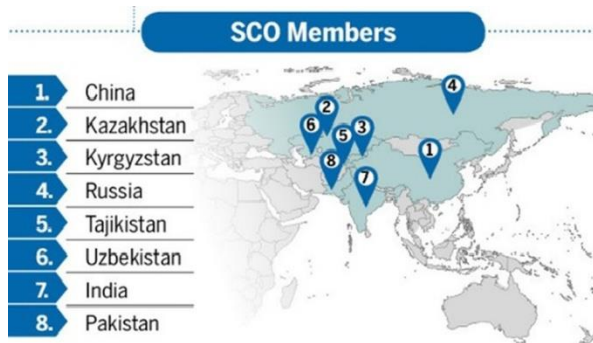 SCO Members
1. China
2. Kazakhstan
3. Kyrgyzstan
4. Russia
5. Tajikistan
6. Uzbekistan
7. India
8. Pakistan
4
2
6
5
3
1
8
7